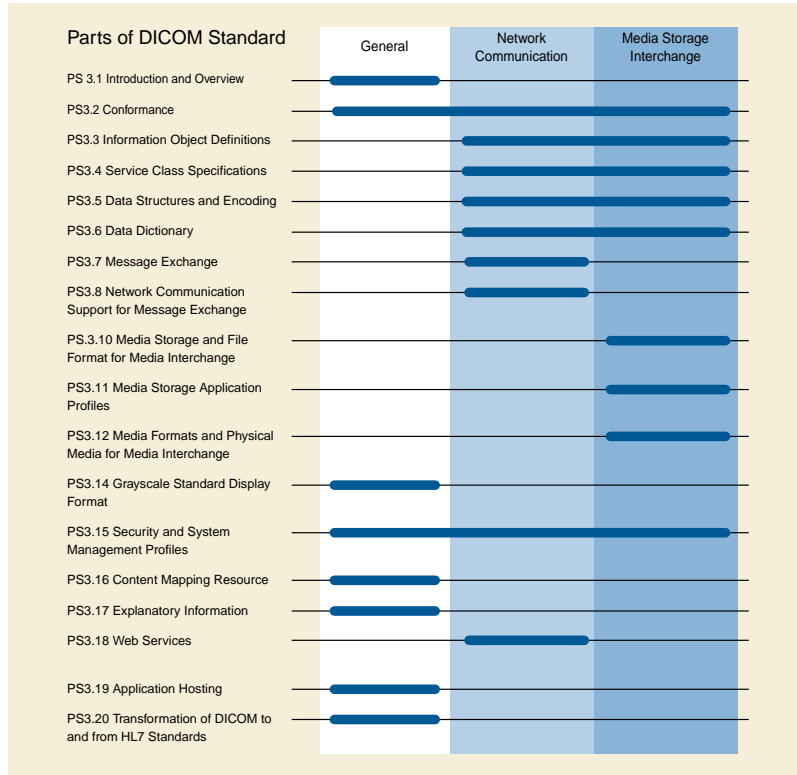 Parts of DICOM Standard
General
Network
Communication
Media Storage
Interchange
PS 3.1 Introduction and Overview
PS3.2 Conformance
PS3.3 Information Object Definitions
PS3.4 Service Class Specifications
PS3.5 Data Structures and Encoding
PS3.6 Data Dictionary
PS3.7 Message Exchange
PS3.8 Network Communication
Support for Message Exchange
PS.3.10 Media Storage and File
Format for Media Interchange
PS3.11 Media Storage Application
Profiles
PS3.12 Media Formats and Physical
Media for Media Interchange
PS3.14 Grayscale Standard Display
Format
PS3.15 Security and System
Management Profiles
PS3.16 Content Mapping Resource
PS3.17 Explanatory Information
PS3.18 Web Services
PS3.19 Application Hosting
PS3.20 Transformation of DICOM to
and from HL7 Standards